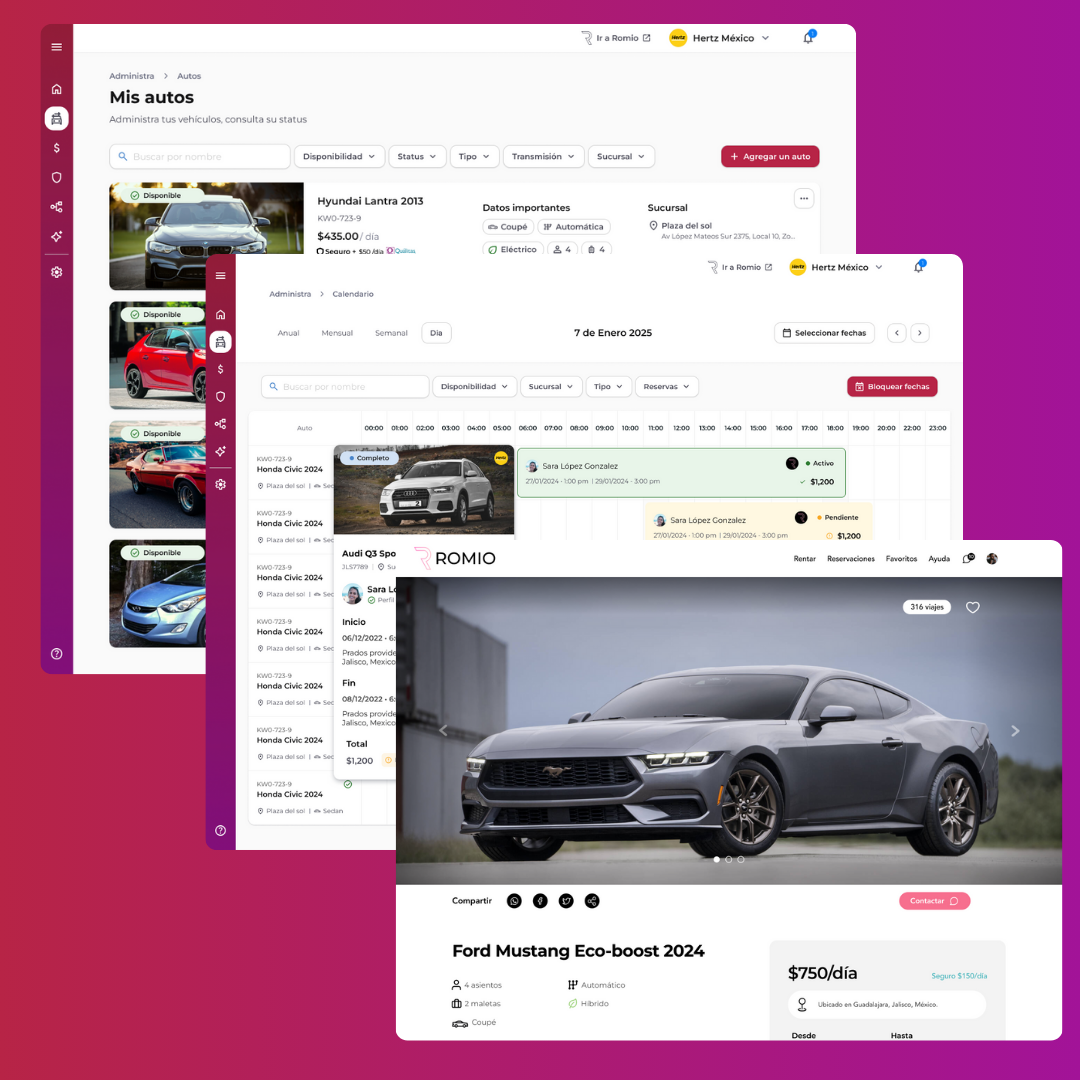 Ir a Romio
Hertz
Hertz México
Administra > Autos
Mis autos
Administra tus vehículos, consulta su status
Buscar por nombre
Disponibilidad
Status
Tipo
Transmisión
Sucursal
+ Agregar un auto
Disponible
Hyundai Lantra 2013
KW0-723-9
$435.00 / día
Seguro + $50 /día Quálitas
Datos importantes
Coupé
Automática
Eléctrico
4
4
Sucursal
Plaza del sol
Av López Mateos Sur 2375, Local 10, Zo...
Disponible
Disponible
Disponible
Ir a Romio
Hertz
Hertz México
Administra > Calendario
Anual
Mensual
Semanal
Día
7 de Enero 2025
Seleccionar fechas
Buscar por nombre
Disponibilidad
Sucursal
Tipo
Reservas
Bloquear fechas
Auto
00:00 01:00 02:00 03:00 04:00 05:00 06:00 07:00 08:00 09:00 10:00 11:00 12:00 13:00 14:00 15:00 16:00 17:00 18:00 19:00 20:00 22:00 23:00
KW0-723-9
Honda Civic 2024
Plaza del sol | Sed
KW0-723-9
Honda Civic 2024
Plaza del sol | Sed
KW0-723-9
Honda Civic 2024
Plaza del sol | Sed
KW0-723-9
Honda Civic 2024
Plaza del sol | Sed
KW0-723-9
Honda Civic 2024
Plaza del sol | Sed
KW0-723-9
Honda Civic 2024
Plaza del sol | Sed
KW0-723-9
Honda Civic 2024
Plaza del sol | Sedan
Completo
Hertz
Audi Q3 Spo
JLS7789 | Su
Sara Lo
Perfil
Inicio
06/12/2022 • 6:
Prados provide
Jalisco, Mexico
Fin
08/12/2022 • 6:
Prados provide
Jalisco, Mexico
Total
$1,200
Sara López Gonzalez
Activo
27/01/2024 · 1:00 pm | 29/01/2024 · 3:00 pm
$1,200
Sara López Gonzalez
Pendiente
27/01/2024 · 1:00 pm | 29/01/2024 · 3:00 pm
$1,200
ROMIO
Rentar
Reservaciones
Favoritos
Ayuda
316 viajes
Compartir
Contactar
Ford Mustang Eco-boost 2024
4 asientos
Automático
2 maletas
Híbrido
Coupé
$750/día
Seguro $150/día
Ubicado en Guadalajara, Jalisco, México.
Desde
Hasta